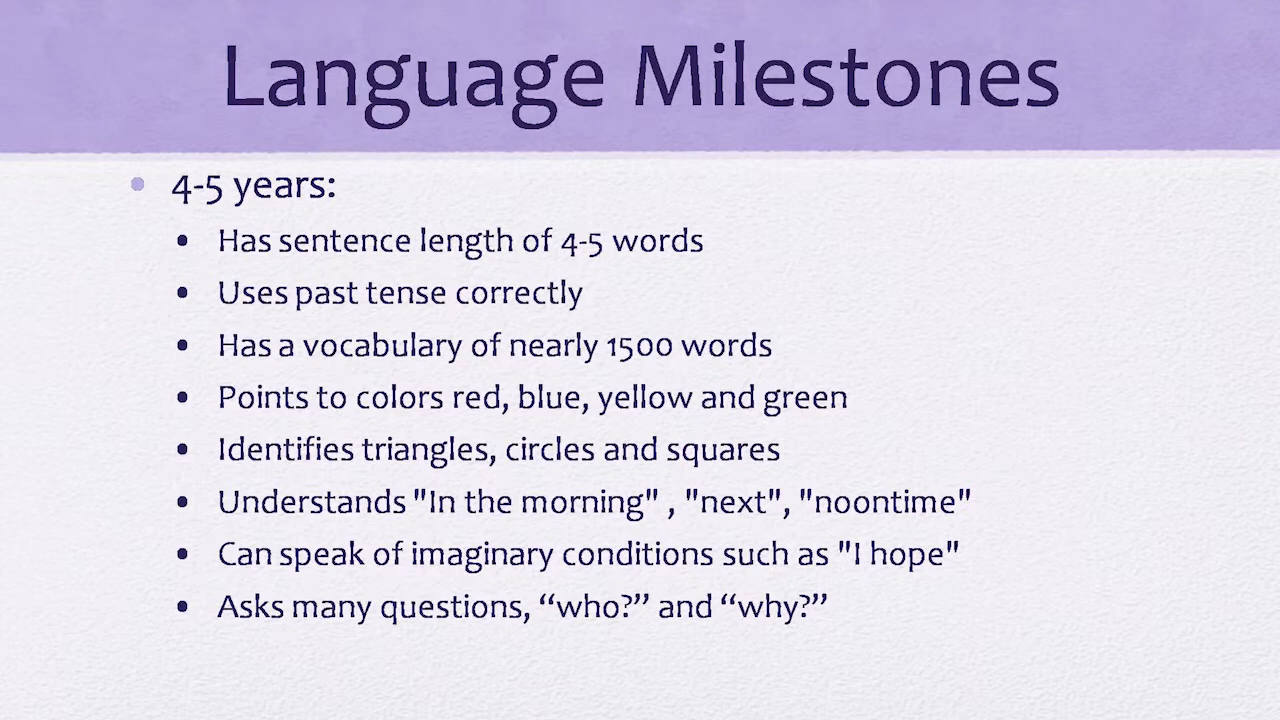 Language Milestones
• 4-5 years:
• Has sentence length of 4-5 words
• Uses past tense correctly
• Has a vocabulary of nearly 1500 words
• Points to colors red, blue, yellow and green
• Identifies triangles, circles and squares
• Understands "In the morning" , "next", "noontime"
• Can speak of imaginary conditions such as "I hope"
• Asks many questions, “who?” and “why?”